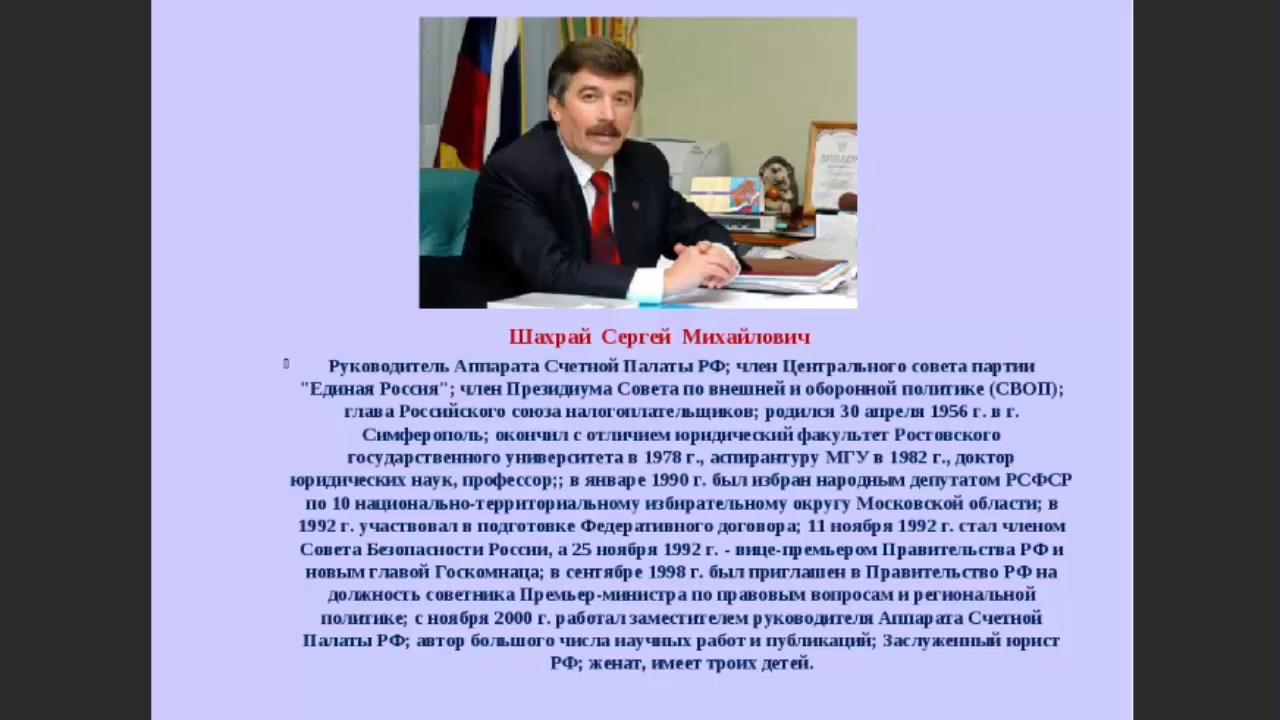 Шахрай Сергей Михайлович
Руководитель Аппарата Счетной Палаты РФ; член Центрального совета партии
"Единая Россия"; член Президиума Совета по внешней и оборонной политике (СВОП);
глава Российского союза налогоплательщиков; родился 30 апреля 1956 г. в г.
Симферополь; окончил с отличием юридический факультет Ростовского
государственного университета в 1978 г., аспирантуру МГУ в 1982 г., доктор
юридических наук, профессор;; в январе 1990 г. был избран народным депутатом РСФСР
по 10 национально-территориальному избирательному округу Московской области; в
1992 г. участвовал в подготовке Федеративного договора; 11 ноября 1992 г. стал членом
Совета Безопасности России, а 25 ноября 1992 г. - вице-премьером Правительства РФ и
новым главой Госкомнаца; в сентябре 1998 г. был приглашен в Правительство РФ на
должность советника Премьер-министра по правовым вопросам и региональной
политике; с ноября 2000 г. работал заместителем руководителя Аппарата Счетной
Палаты РФ; автор большого числа научных работ и публикаций; Заслуженный юрист
РФ; женат, имеет троих детей.